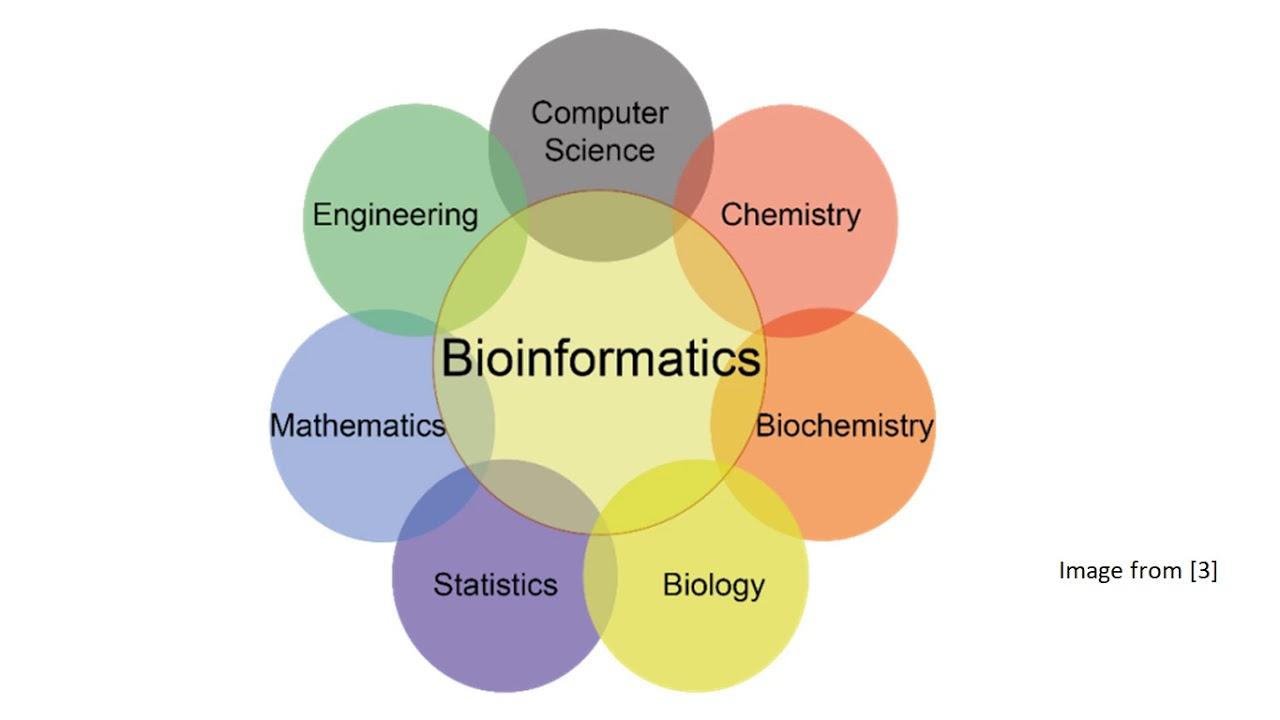 Computer
Science
Engineering
Chemistry
Bioinformatics
Mathematics
Biochemistry
Statistics
Biology
Image from [3]